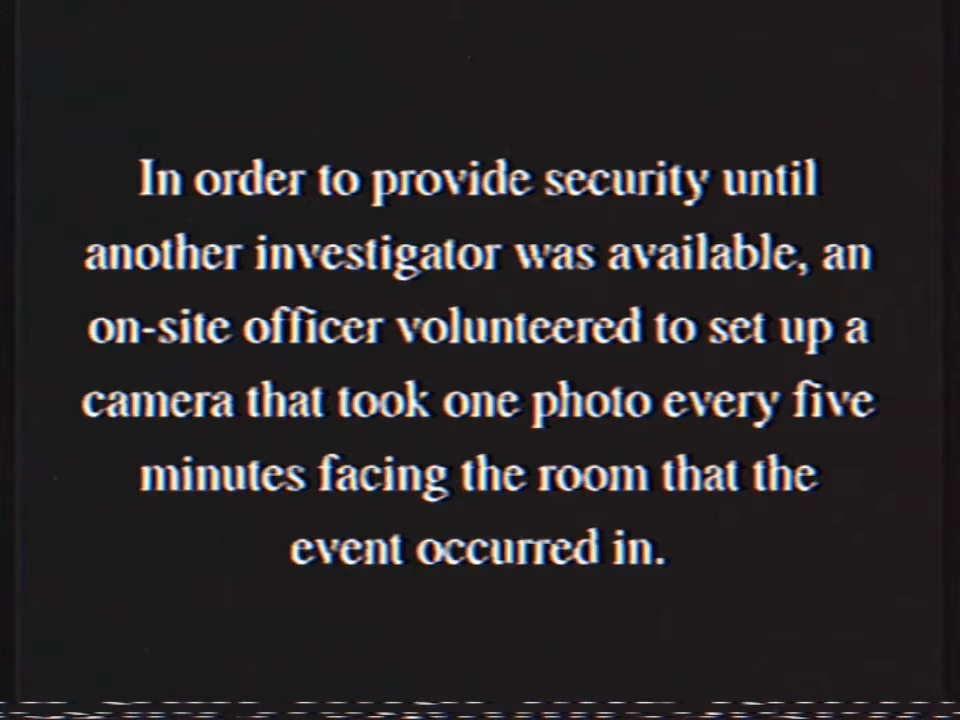 In order to provide security until
another investigator was available, an
on-site officer volunteered to set up a
camera that took one photo every five
minutes facing the room that the
event occurred in.